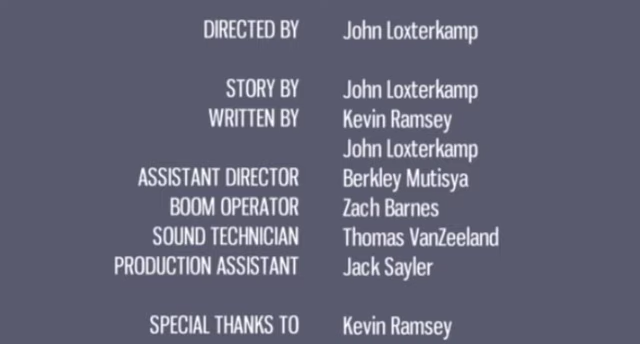 DIRECTED BY John Loxterkamp
STORY BY John Loxterkamp
WRITTEN BY Kevin Ramsey
John Loxterkamp
ASSISTANT DIRECTOR Berkley Mutisya
BOOM OPERATOR Zach Barnes
SOUND TECHNICIAN Thomas VanZeeland
PRODUCTION ASSISTANT Jack Sayler
SPECIAL THANKS TO Kevin Ramsey